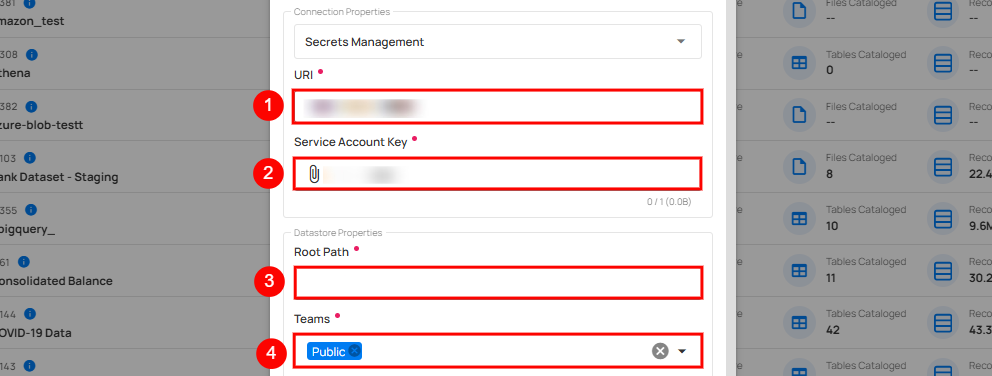 381
Files Cataloged
Reco
mazon_test
--
--
Connection Properties
Secrets Management
308
Tables Cataloged
Reco
thena
0
--
URI
382
Files Cataloged
Reco
zure-blob-testt
--
--
1
Service Account Key
103
Files Cataloged
Reco
ank Dataset - Staging
8
22.4
2
0 / 1 (0.0B)
355
Tables Cataloged
Reco
bigquery_
10
9.6M
Datastore Properties
Root Path
61
Tables Cataloged
Reco
onsolidated Balance
11
30.2
3
144
Tables Cataloged
Reco
OVID-19 Data
42
43.3
Teams
4
Public
143
Tables Cataloged
Reco